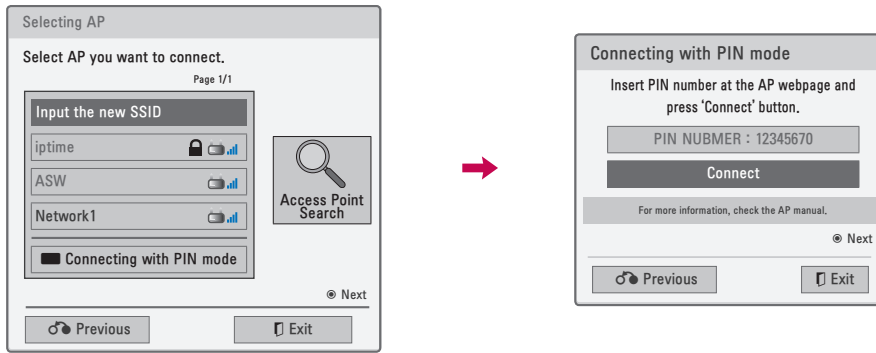 Selecting AP
Select AP you want to connect.
Page 1/1
Input the new SSID
iptime
ASW
Network1
Connecting with PIN mode
Access Point
Search
◉ Next
Previous
Exit
Connecting with PIN mode
Insert PIN number at the AP webpage and
press ‘Connect’ button.
PIN NUBMER : 12345670
Connect
For more information, check the AP manual.
◉ Next
Previous
Exit